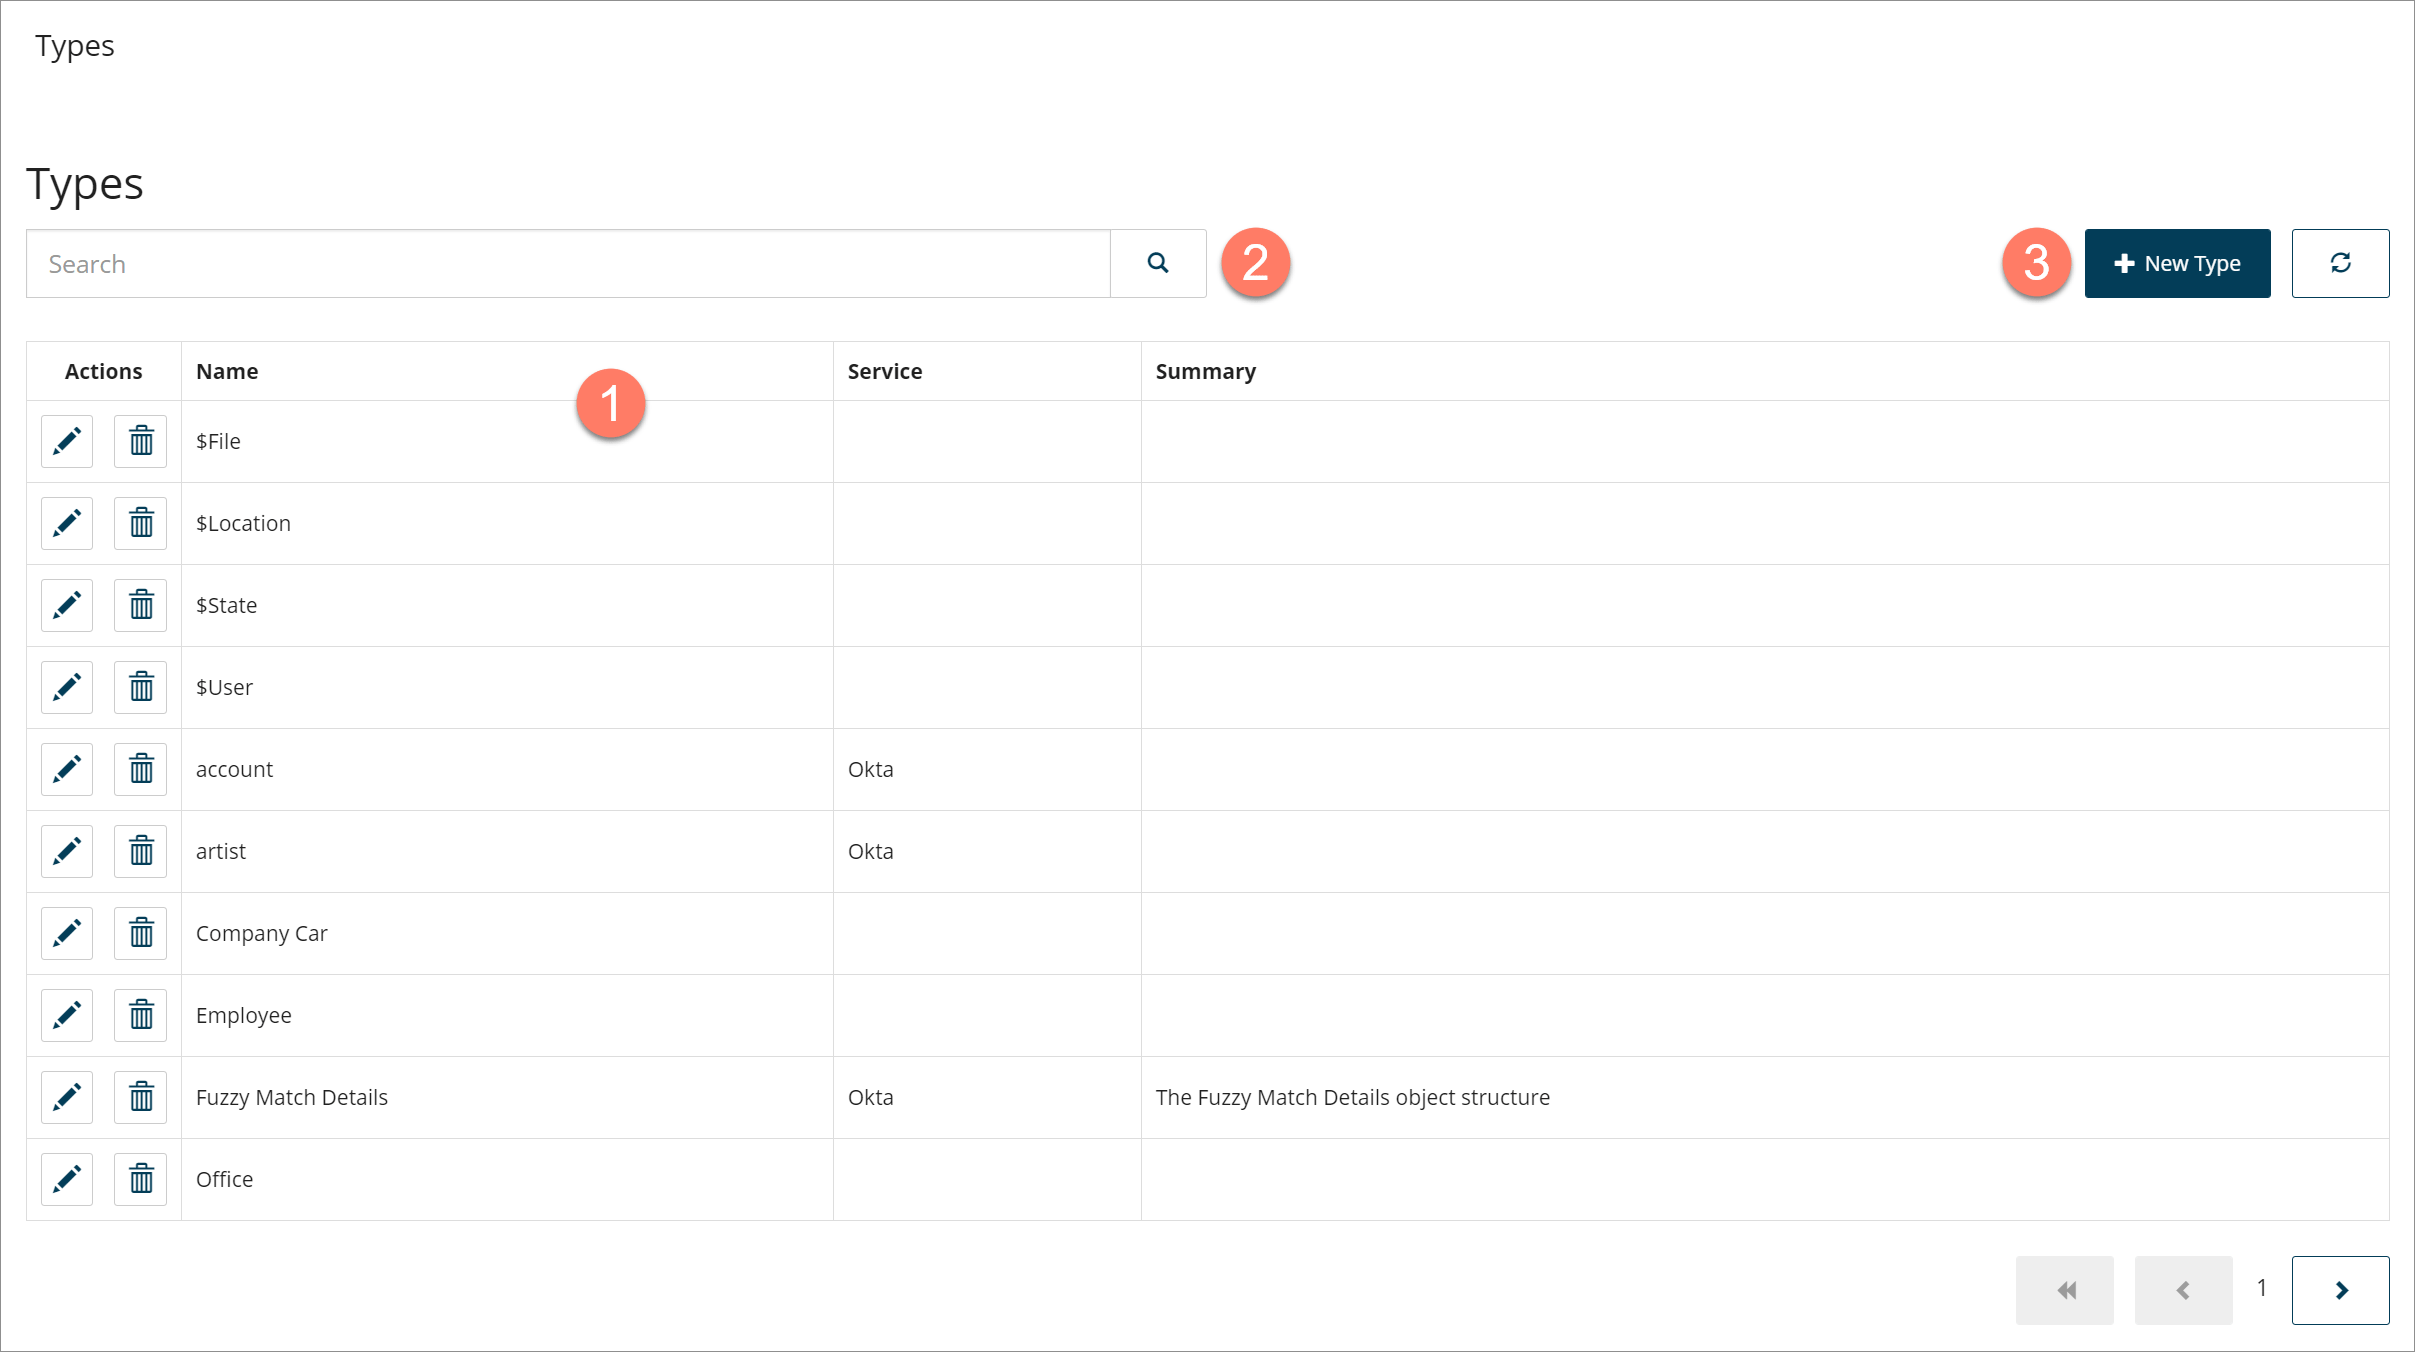 Types
Types
Search
2
3
New Type
Actions Name Service Summary
1
$File
$Location
$State
$User
account Okta
artist Okta
Company Car
Employee
Fuzzy Match Details Okta The Fuzzy Match Details object structure
Office
1